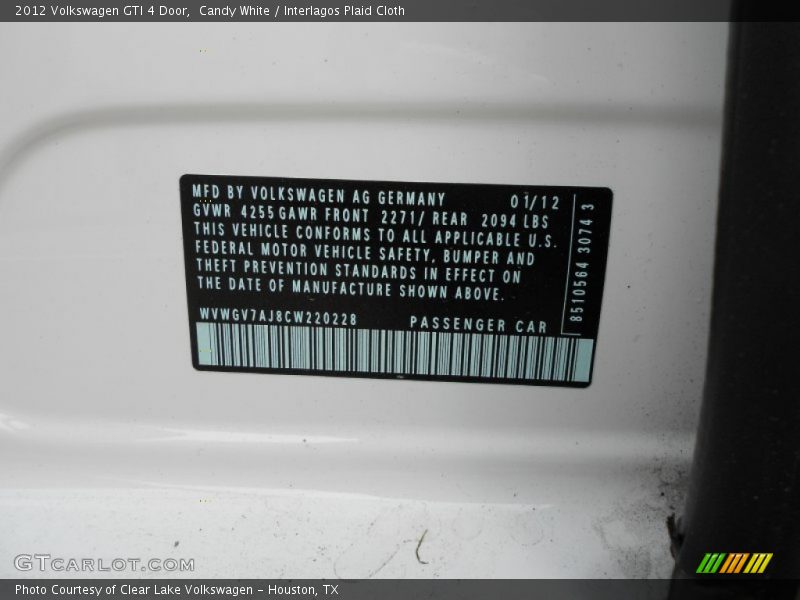 2012 Volkswagen GTI 4 Door,  Candy White / Interlagos Plaid Cloth
MFD BY VOLKSWAGEN AG GERMANY 01/12
GVWR 4255 GAWR FRONT 2271/ REAR 2094 LBS
THIS VEHICLE CONFORMS TO ALL APPLICABLE U.S.
FEDERAL MOTOR VEHICLE SAFETY, BUMPER AND
THEFT PREVENTION STANDARDS IN EFFECT ON
THE DATE OF MANUFACTURE SHOWN ABOVE.
WVWGV7AJ8CW220228 PASSENGER CAR
8510564 3074 3
GTCARLOT.COM
Photo Courtesy of Clear Lake Volkswagen – Houston, TX